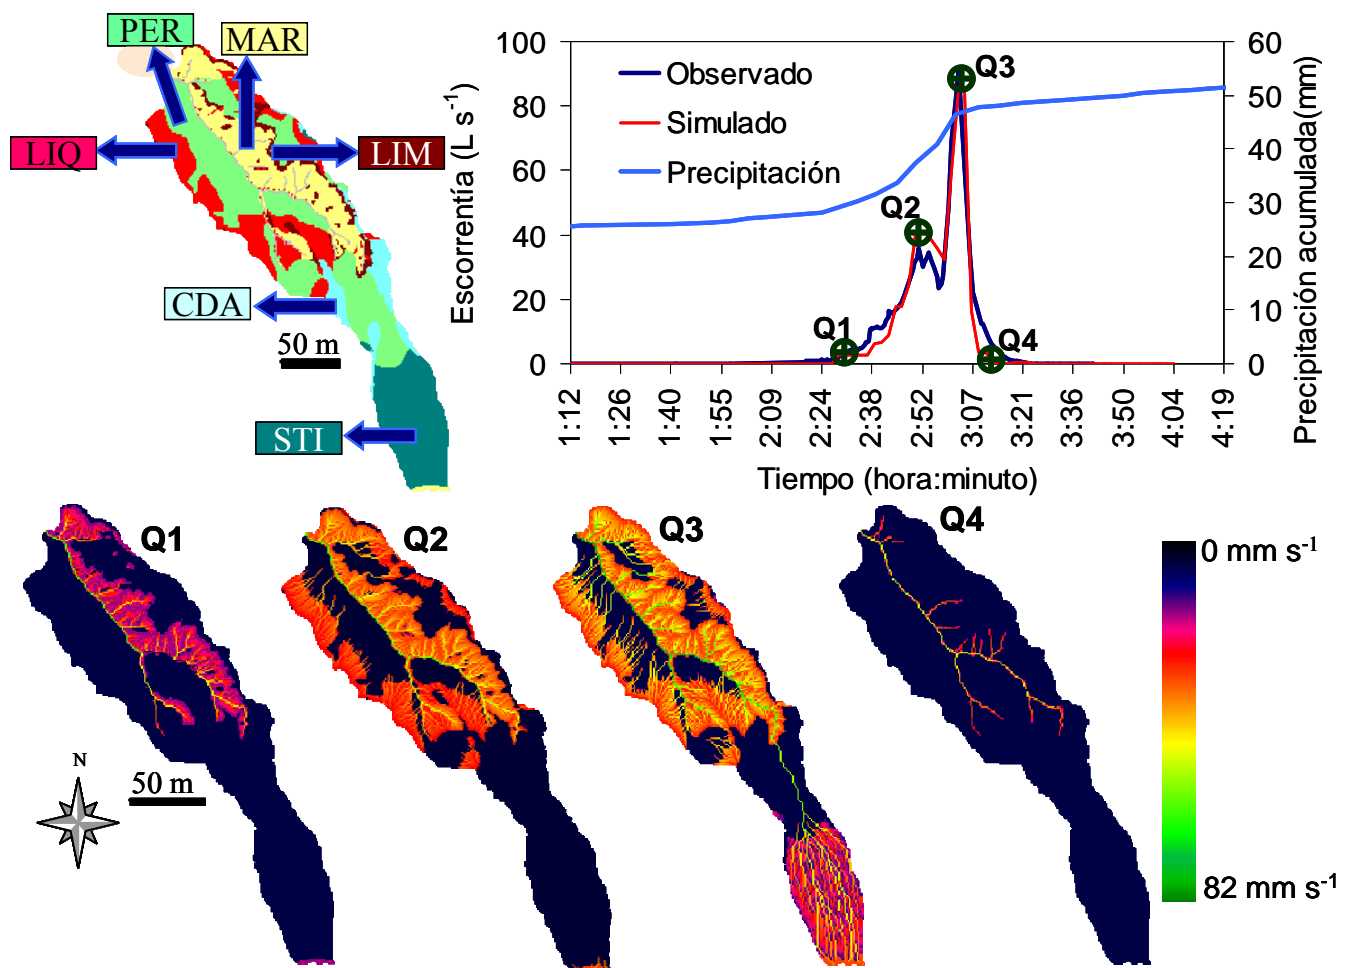 PER
MAR
LIQ
LIM
CDA
50 m
STI
Escorrentía (L s-1)
100
80
60
40
20
0
Observado
Simulado
Precipitación
Q1
Q2
Q3
Q4
60
50
40
30
20
10
0
Precipitación acumulada(mm)
1:12
1:26
1:40
1:55
2:09
2:24
2:38
2:52
3:07
3:21
3:36
3:50
4:04
4:19
Tiempo (hora:minuto)
Q1
Q2
Q3
Q4
0 mm s-1
82 mm s-1
N
50 m